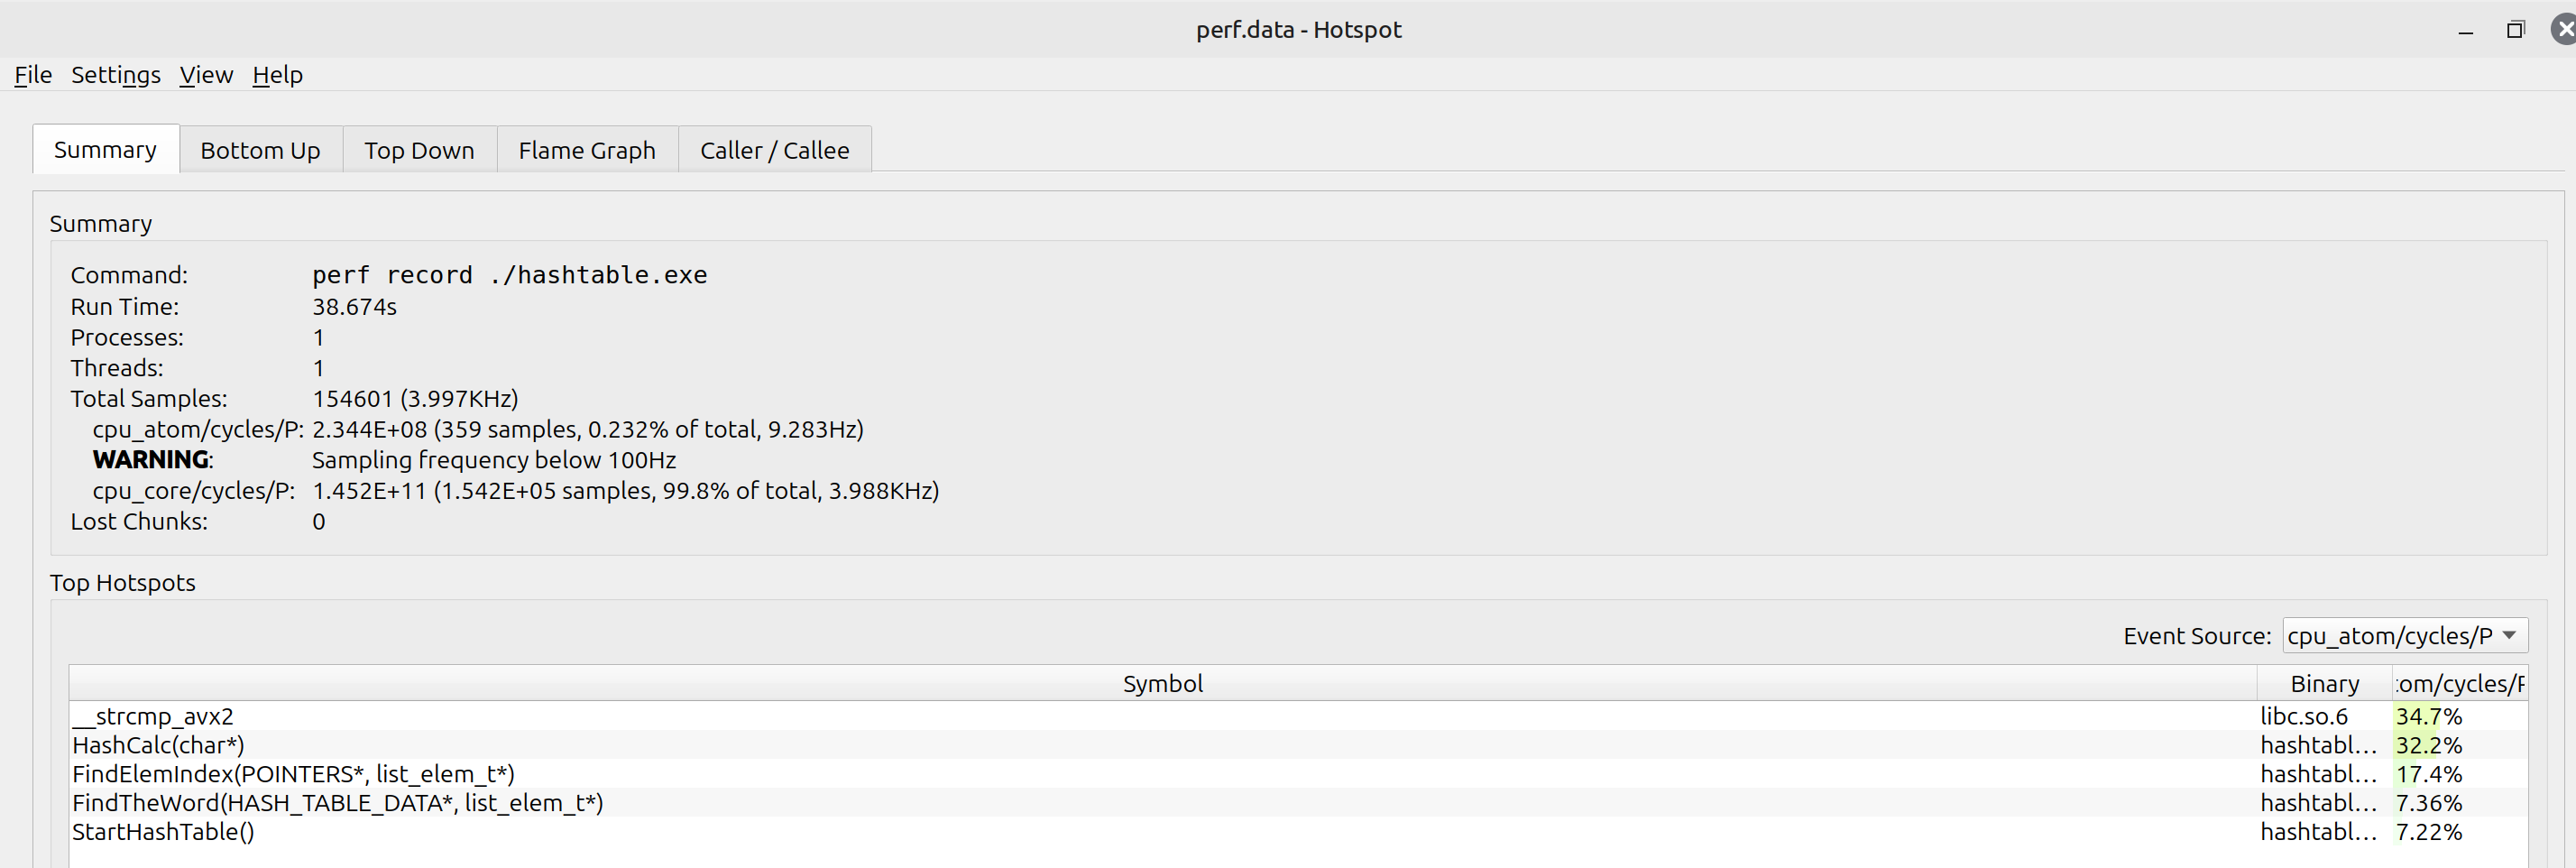 perf.data - Hotspot
File Settings View Help
Summary Bottom Up Top Down Flame Graph Caller / Callee
Summary
Command: perf record ./hashtable.exe
Run Time: 38.674s
Processes: 1
Threads: 1
Total Samples: 154601 (3.997KHz)
cpu_atom/cycles/P: 2.344E+08 (359 samples, 0.232% of total, 9.283Hz)
WARNING: Sampling frequency below 100Hz
cpu_core/cycles/P: 1.452E+11 (1.542E+05 samples, 99.8% of total, 3.988KHz)
Lost Chunks: 0
Top Hotspots
Event Source: cpu_atom/cycles/P
Symbol Binary :om/cycles/F
__strcmp_avx2 libc.so.6 34.7%
HashCalc(char*) hashtabl... 32.2%
FindElemIndex(POINTERS*, list_elem_t*) hashtabl... 17.4%
FindTheWord(HASH_TABLE_DATA*, list_elem_t*) hashtabl... 7.36%
StartHashTable() hashtabl... 7.22%